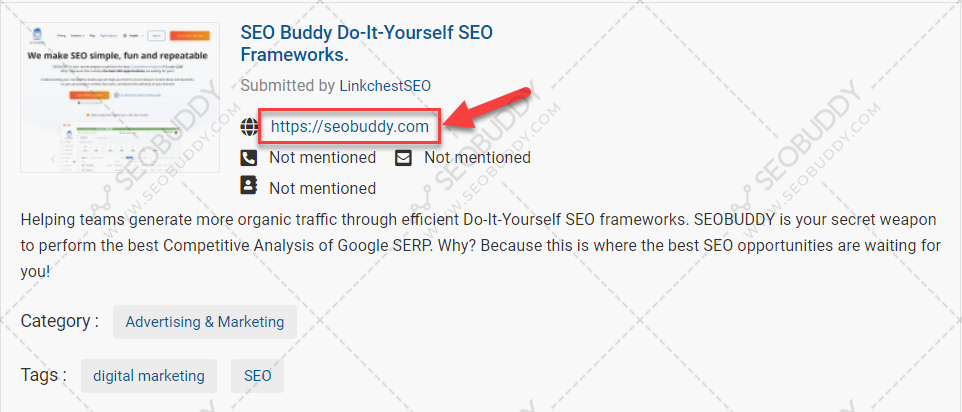 We make SEO simple, fun and repeatable
SEO Buddy Do-It-Yourself SEO
Frameworks.
Submitted by LinkchestSEO
https://seobuddy.com
Not mentioned Not mentioned
Not mentioned
Helping teams generate more organic traffic through efficient Do-It-Yourself SEO frameworks. SEOBUDDY is your secret weapon
to perform the best Competitive Analysis of Google SERP. Why? Because this is where the best SEO opportunities are waiting for
you!
Category : Advertising & Marketing
Tags : digital marketing SEO
SEOBUDDY
WWW.SEOBUDDY.COM